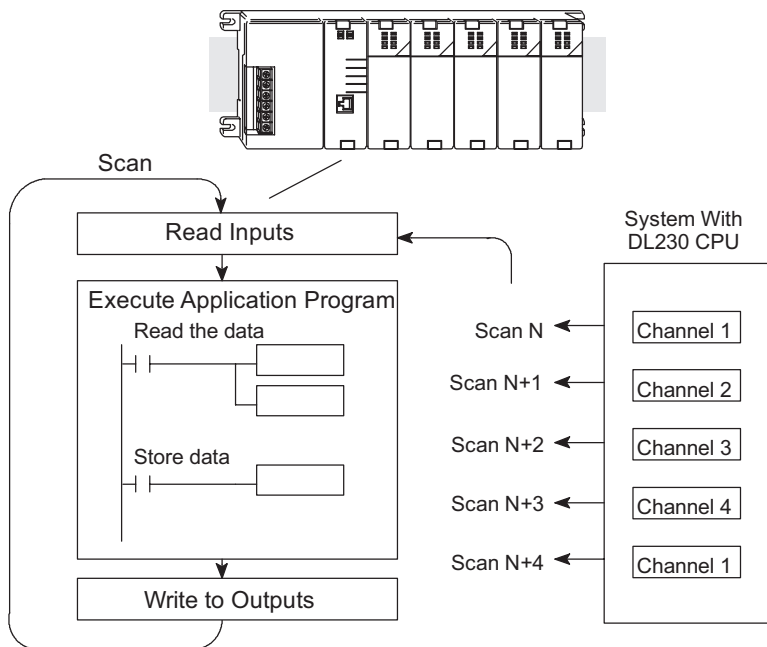 Scan
Read Inputs
Execute Application Program
Read the data
Store data
Write to Outputs
System With
DL230 CPU
Scan N
Channel 1
Scan N+1
Channel 2
Scan N+2
Channel 3
Scan N+3
Channel 4
Scan N+4
Channel 1